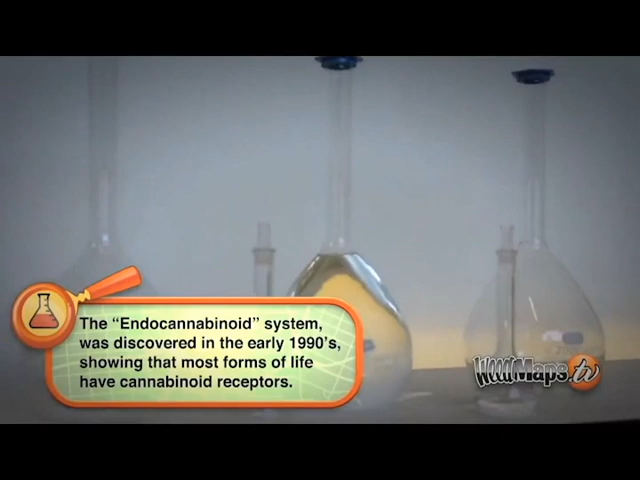 The “Endocannabinoid” system,
was discovered in the early 1990’s,
showing that most forms of life
have cannabinoid receptors.
WeedMaps.tv